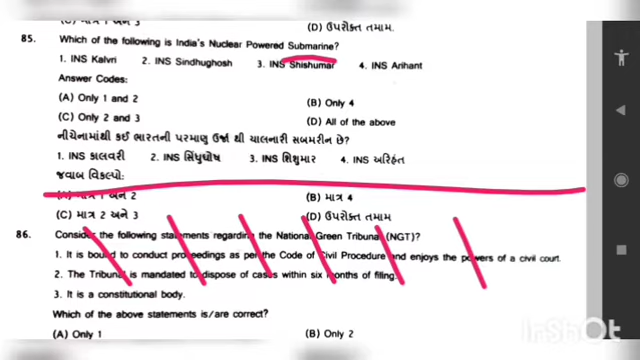 (C) માત્ર 1 અને 3
(D) ઉપરોક્ત તમામ.
85. Which of the following is India's Nuclear Powered Submarine?
1. INS Kalvri 2. INS Sindhughosh 3. INS Shishumar 4. INS Arihant
Answer Codes:
(A) Only 1 and 2 (B) Only 4
(C) Only 2 and 3 (D) All of the above
નીચેનામાંથી કઈ ભારતની પરમાણુ ઉર્જા થી ચાલનારી સબમરીન છે?
1. INS કાલવરી 2. INS સિંધુઘોષ 3. INS શિશુમાર 4. INS અરિહંત
જવાબ વિકલ્પો:
(A) માત્ર 1 અને 2 (B) માત્ર 4
(C) માત્ર 2 અને 3 (D) ઉપરોક્ત તમામ
86. Consider the following statements regarding the National Green Tribunal (NGT)?
1. It is bound to conduct proceedings as per the Code of Civil Procedure and enjoys the powers of a civil court.
2. The Tribunal is mandated to dispose of cases within six months of filing.
3. It is a constitutional body.
Which of the above statements is/are correct?
(A) Only 1 (B) Only 2
InShot